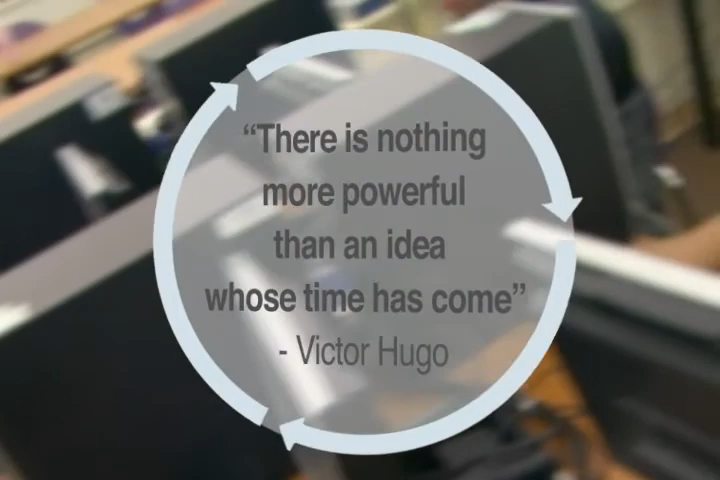 “There is nothing
more powerful
than an idea
whose time has come”
- Victor Hugo